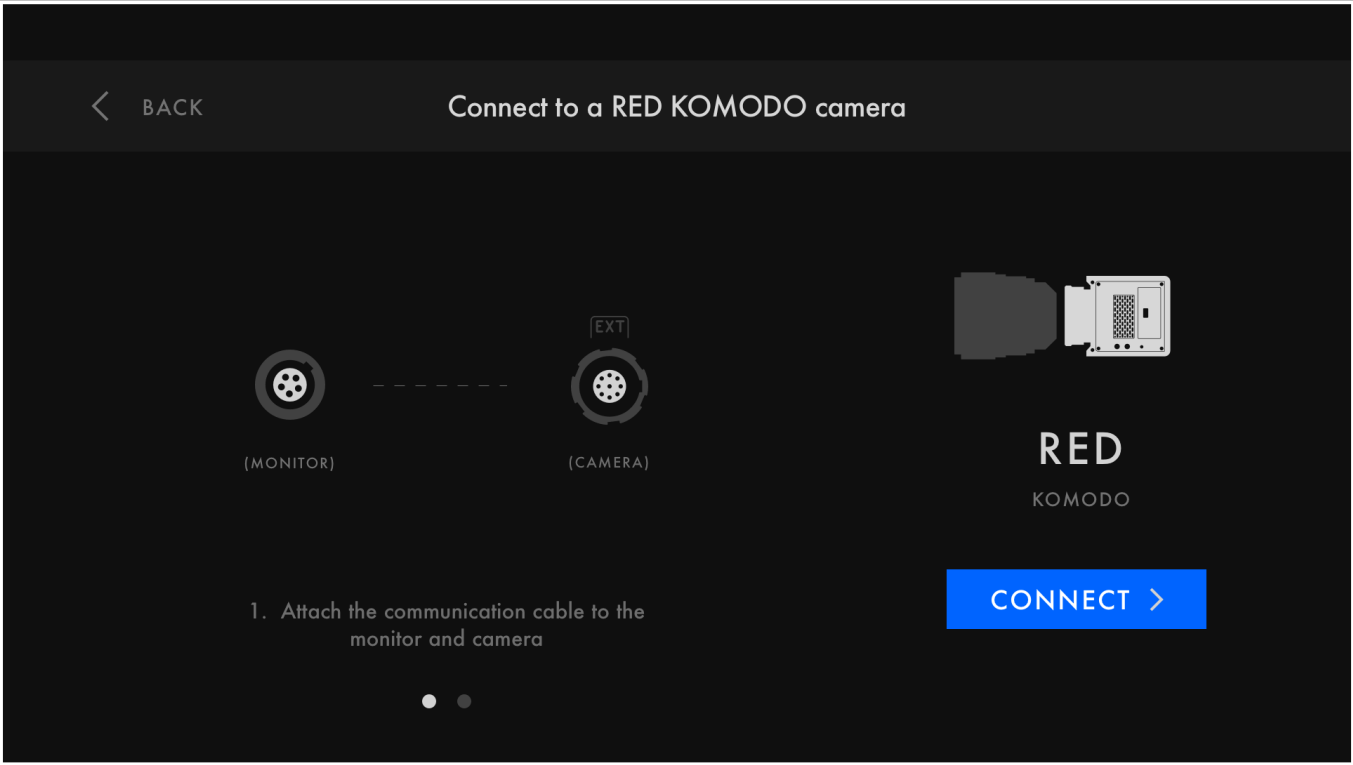 BACK
Connect to a RED KOMODO camera
EXT
(MONITOR)
(CAMERA)
RED
KOMODO
CONNECT
1. Attach the communication cable to the
monitor and camera